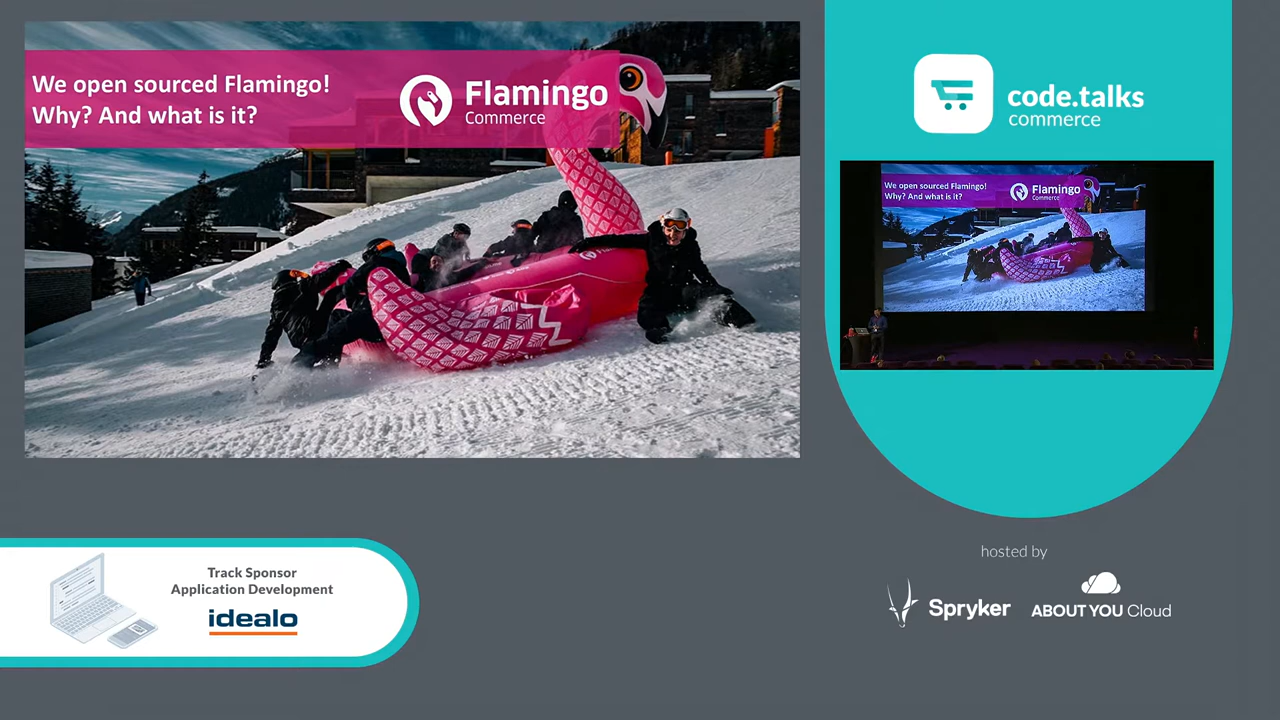 We open sourced Flamingo!
Why? And what is it?
Flamingo
Commerce
code.talks
commerce
We open sourced Flamingo!
Why? And what is it?
Flamingo
Commerce
hosted by
Spryker
ABOUT YOU Cloud
Track Sponsor
Application Development
idealo